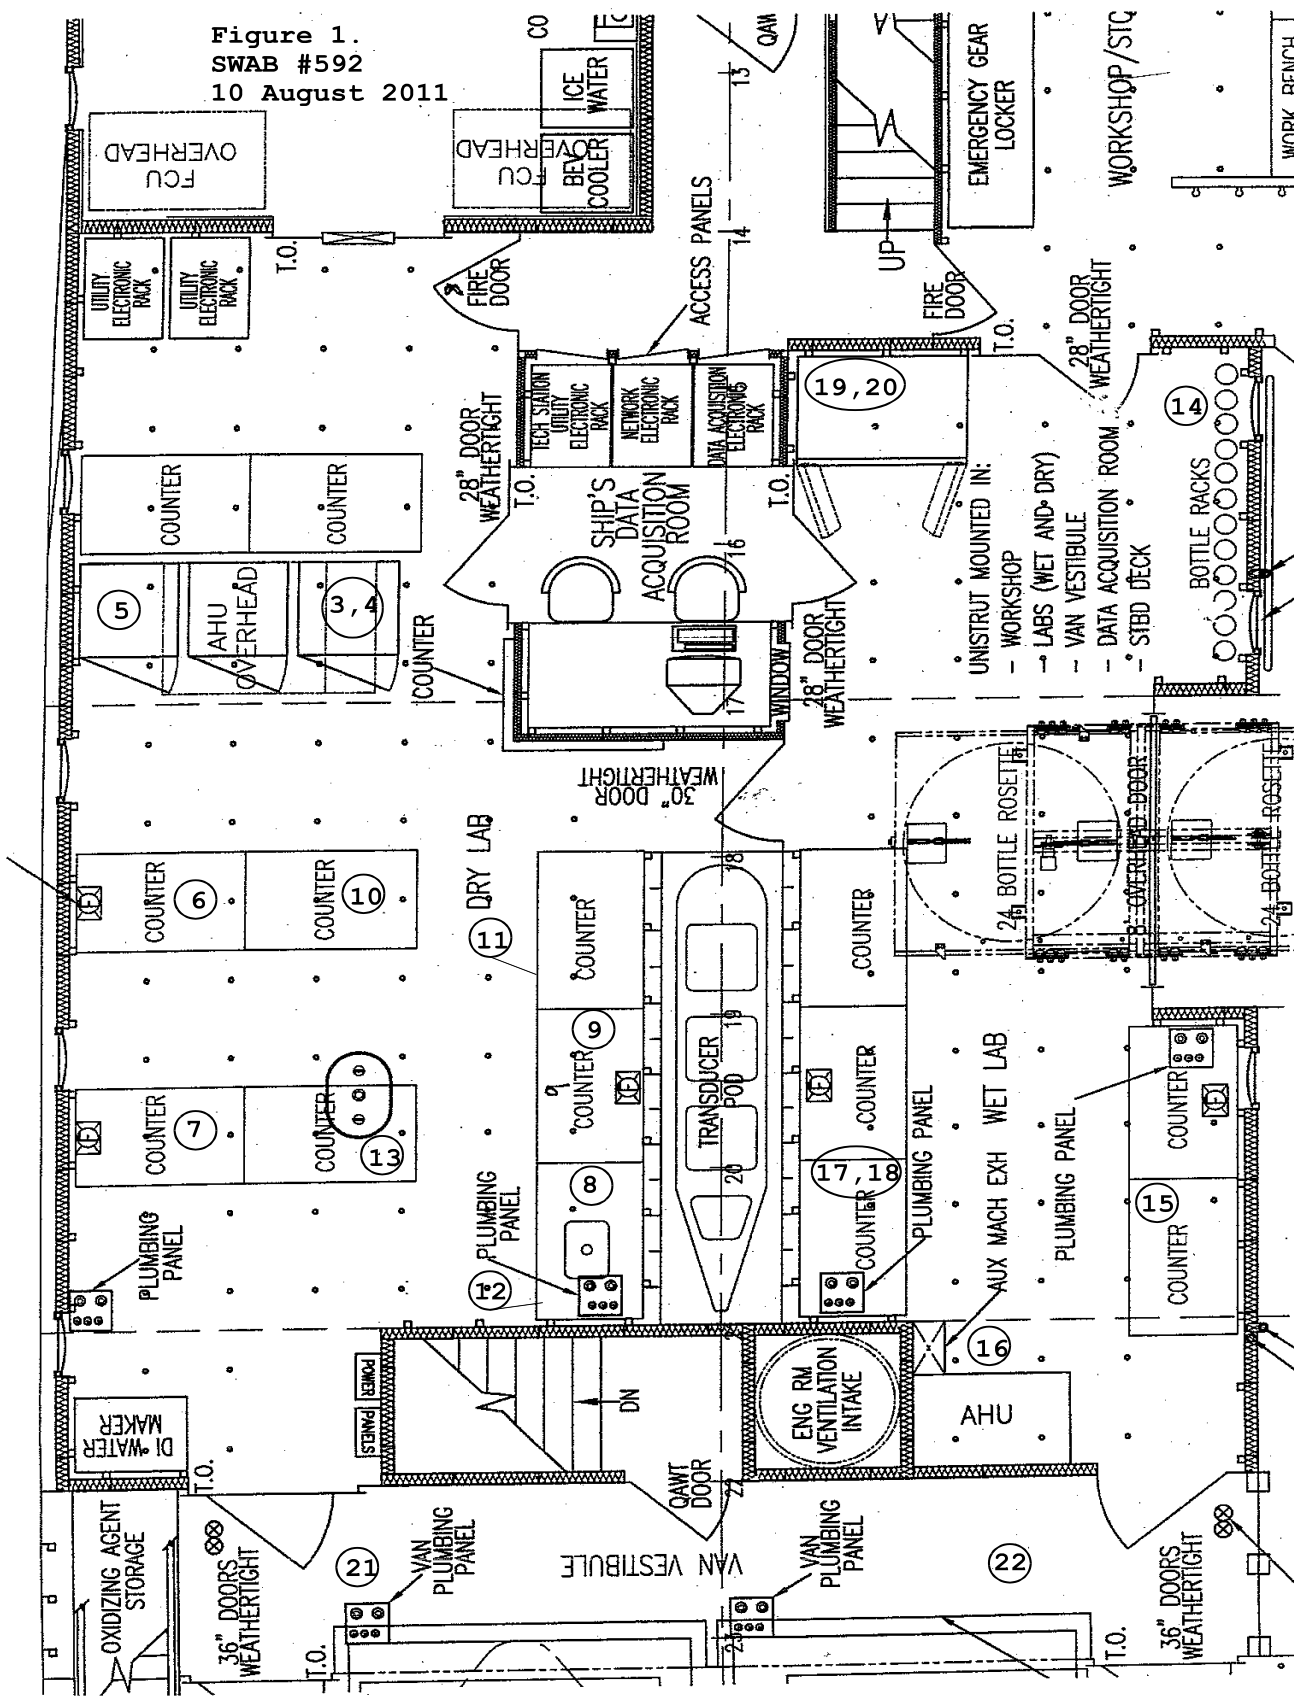 Figure 1.
SWAB #592
10 August 2011
CO
ICE
WATER
BEV
COOLER
FCU
OVERHEAD
FCU
OVERHEAD
13
QAW
EMERGENCY GEAR
LOCKER
WORKSHOP/STO
WORK BENCH
UTILITY
ELECTRONIC
RACK
UTILITY
ELECTRONIC
RACK
T.O.
FIRE
DOOR
ACCESS PANELS
14
UP
FIRE
DOOR
T.O.
28" DOOR
WEATHERTIGHT
28" DOOR
WEATHERTIGHT
TECH STATION
UTILITY
ELECTRONIC
RACK
NETWORK
ELECTRONIC
RACK
DATA ACQUISITION
ELECTRONICS
RACK
19,20
14
COUNTER
COUNTER
T.O.
SHIP'S
DATA
ACQUISITION
ROOM
T.O.
16
UNISTRUT MOUNTED IN:
- WORKSHOP
- LABS (WET AND DRY)
- VAN VESTIBULE
- DATA ACQUISITION ROOM
- STBD DECK
BOTTLE RACKS
5
AHU
OVERHEAD
3,4
COUNTER
17
WINDOW
28" DOOR
WEATHERTIGHT
30" DOOR
WEATHERTIGHT
24 BOTTLE ROSETTE
OVERHEAD DOOR
24 BOTTLE ROSETTE
COUNTER
6
COUNTER
10
DRY LAB
11
COUNTER
18
COUNTER
9
COUNTER
19
TRANSDUCER
POD
COUNTER
WET LAB
PLUMBING PANEL
COUNTER
7
COUNTER
13
8
20
17,18
COUNTER
PLUMBING PANEL
COUNTER
15
COUNTER
PLUMBING
PANEL
PLUMBING
PANEL
12
AUX MACH EXH
16
POWER
PANELS
DN
ENG RM
VENTILATION
INTAKE
AHU
DI WATER
MAKER
T.O.
QAWT
DOOR
22
OXIDIZING AGENT
STORAGE
36" DOORS
WEATHERTIGHT
21
VAN
PLUMBING
PANEL
VAN VESTIBULE
VAN
PLUMBING
PANEL
22
36" DOORS
WEATHERTIGHT
T.O.
23
T.O.